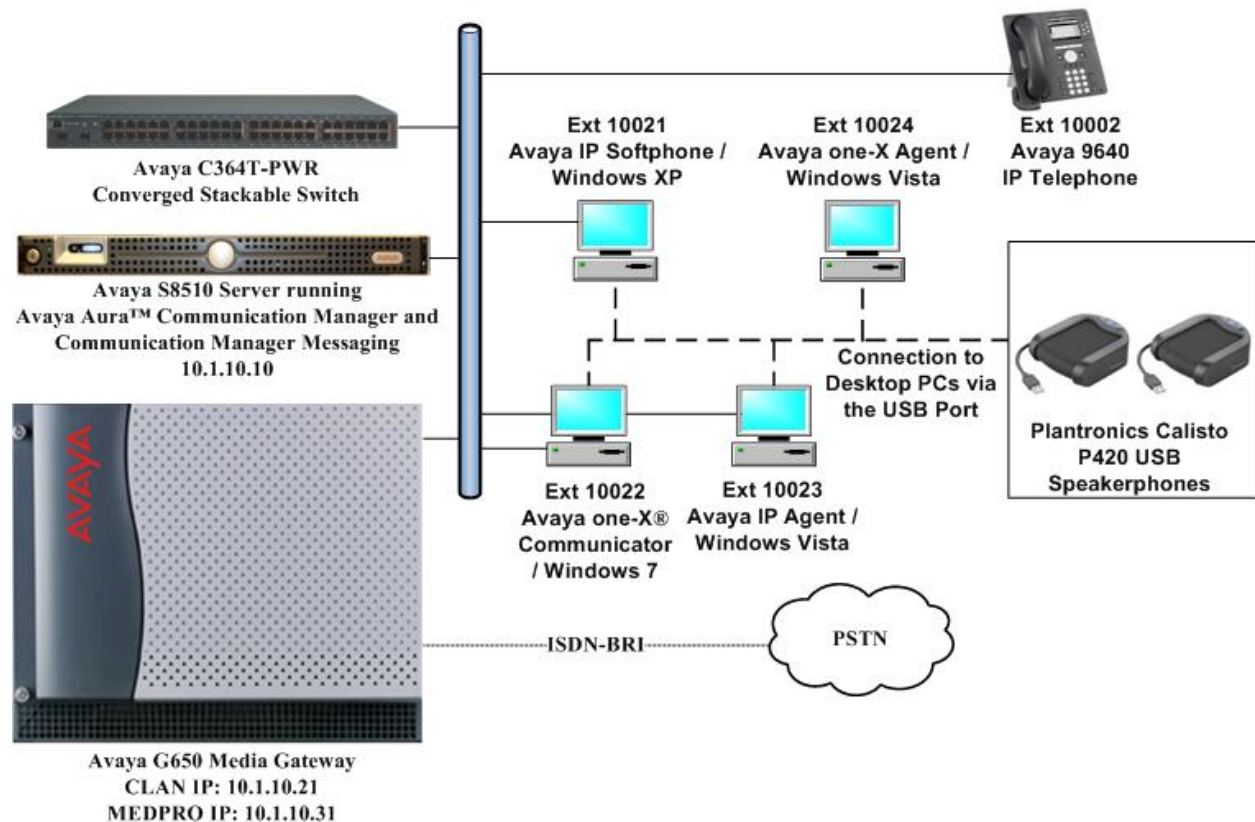 Avaya C364T-PWR
Converged Stackable Switch
Avaya S8510 Server running
Avaya Aura™ Communication Manager and
Communication Manager Messaging
10.1.10.10
AVAYA
Avaya G650 Media Gateway
CLAN IP: 10.1.10.21
MEDPRO IP: 10.1.10.31
Ext 10021
Avaya IP Softphone /
Windows XP
Ext 10024
Avaya one-X Agent /
Windows Vista
Ext 10002
Avaya 9640
IP Telephone
Connection to
Desktop PCs via
the USB Port
Plantronics Calisto
P420 USB
Speakerphones
Ext 10022
Avaya one-X®
Communicator
/ Windows 7
Ext 10023
Avaya IP Agent /
Windows Vista
ISDN-BRI
PSTN